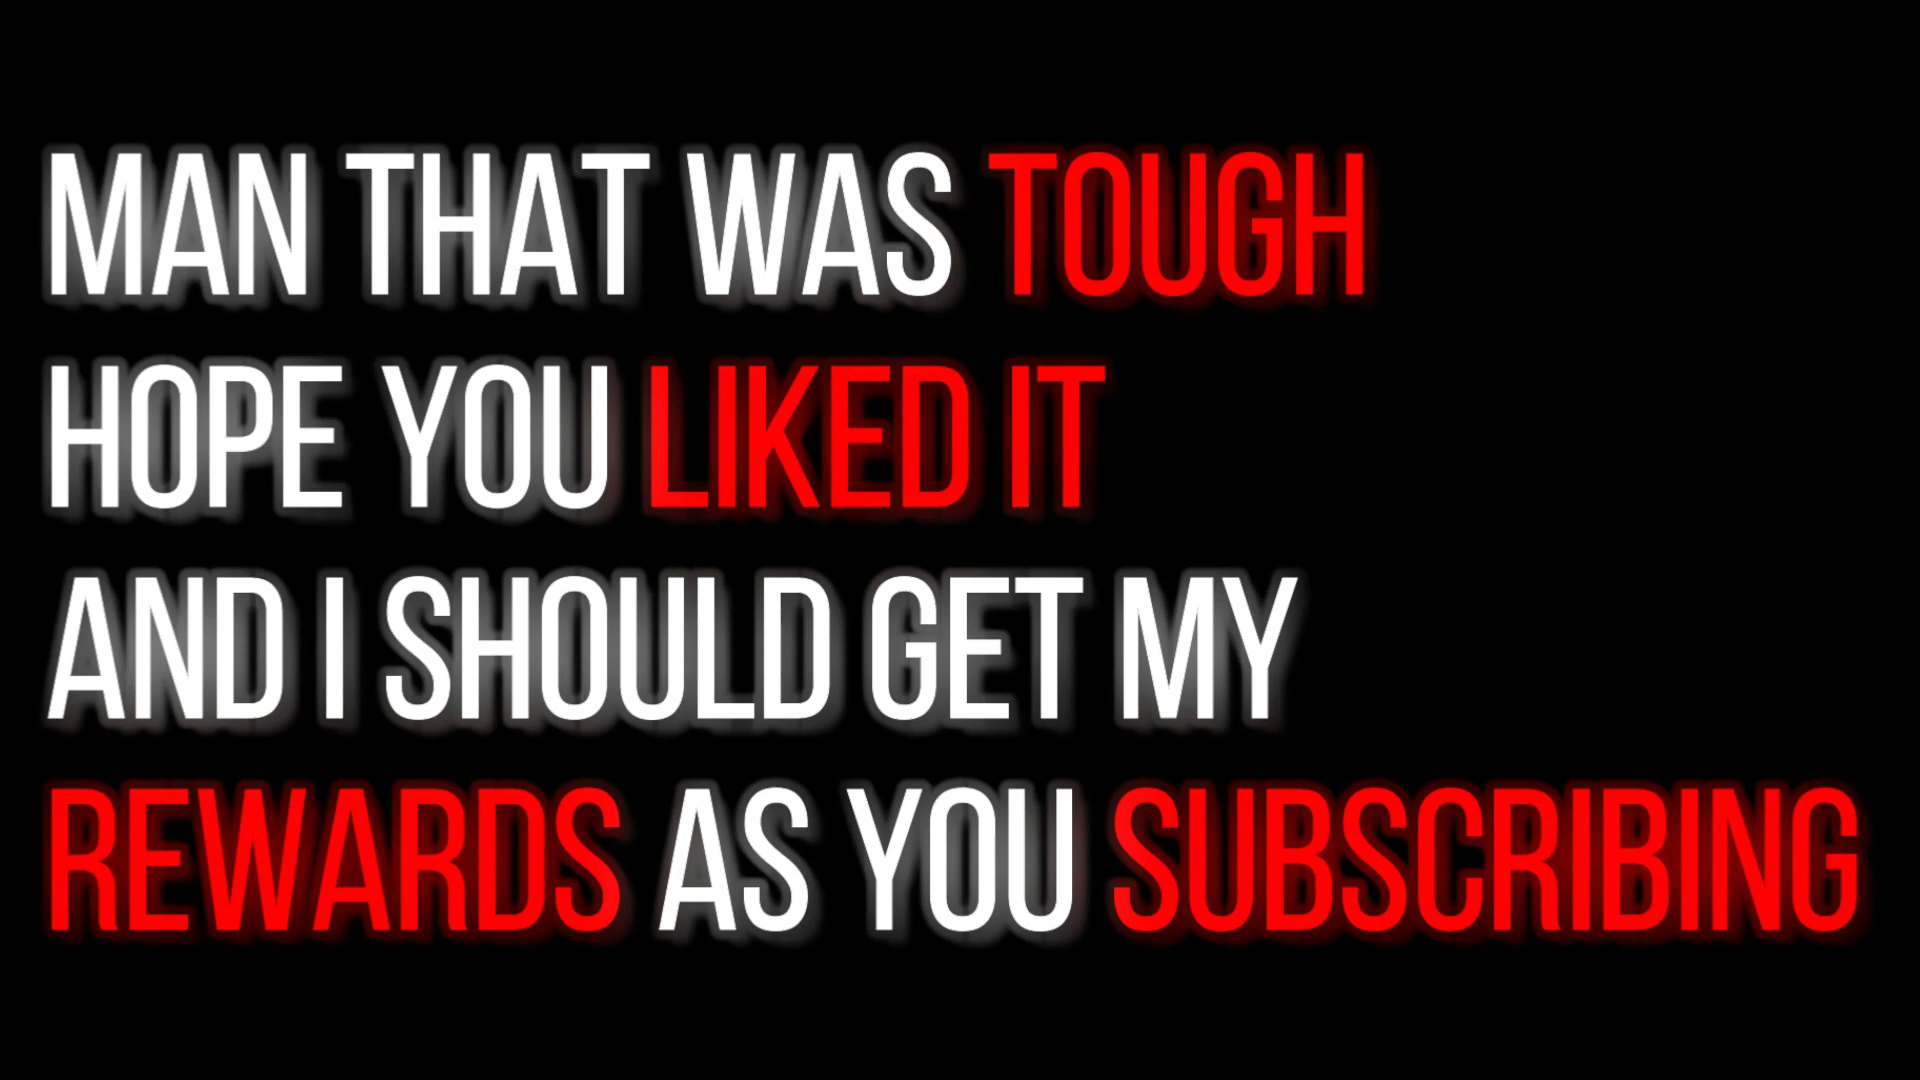 MAN THAT WAS TOUGH
HOPE YOU LIKED IT
AND I SHOULD GET MY
REWARDS AS YOU SUBSCRIBING